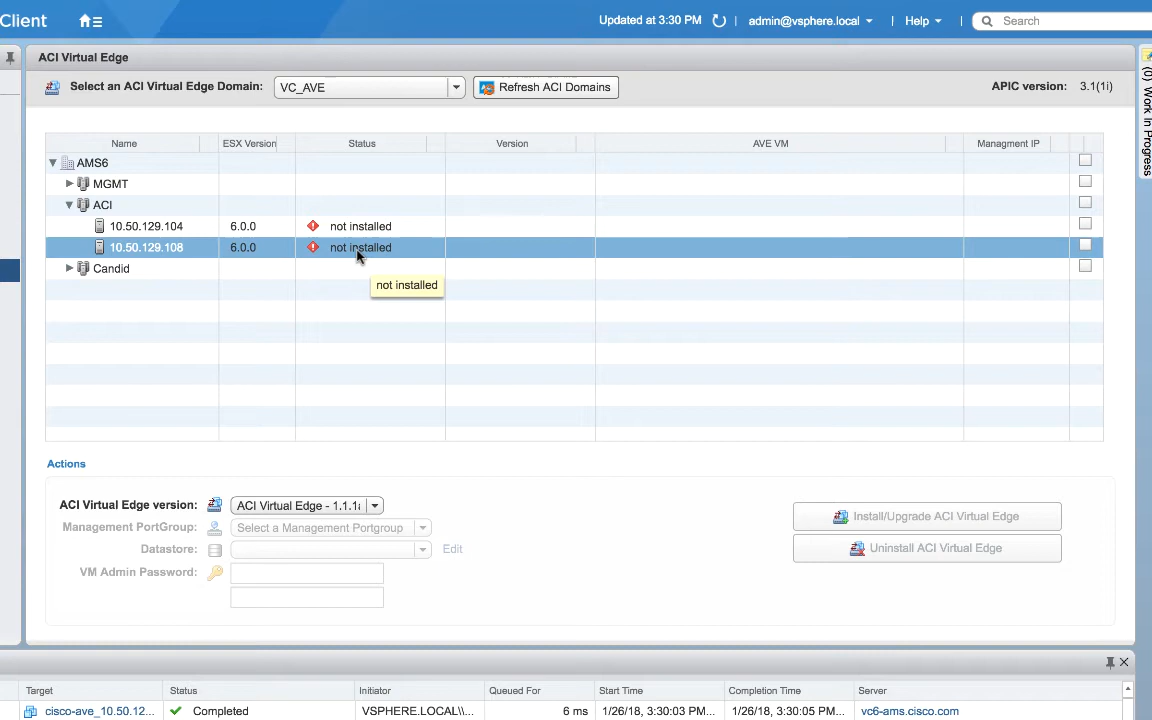 Client
Updated at 3:30 PM | admin@vsphere.local | Help | Search
ACI Virtual Edge
Select an ACI Virtual Edge Domain: VC_AVE Refresh ACI Domains APIC version: 3.1(1i)
(0) Work In Progress
Name ESX Version Status Version AVE VM Managment IP
AMS6
MGMT
ACI
10.50.129.104 6.0.0 not installed
10.50.129.108 6.0.0 not installed
Candid
not installed
Actions
ACI Virtual Edge version: ACI Virtual Edge - 1.1.1
Management PortGroup: Select a Management Portgroup
Datastore: Edit
VM Admin Password:
Install/Upgrade ACI Virtual Edge
Uninstall ACI Virtual Edge
Target Status Initiator Queued For Start Time Completion Time Server
cisco-ave_10.50.12... Completed VSPHERE.LOCAL\\... 6 ms 1/26/18, 3:30:03 PM... 1/26/18, 3:30:05 PM... vc6-ams.cisco.com